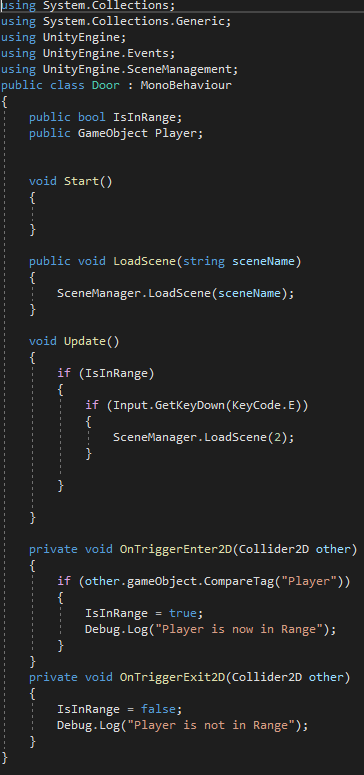 using System.Collections;
using System.Collections.Generic;
using UnityEngine;
using UnityEngine.Events;
using UnityEngine.SceneManagement;
public class Door : MonoBehaviour
{
    public bool IsInRange;
    public GameObject Player;
    void Start()
    {
    }
    public void LoadScene(string sceneName)
    {
        SceneManager.LoadScene(sceneName);
    }
    void Update()
    {
        if (IsInRange)
        {
            if (Input.GetKeyDown(KeyCode.E))
            {
                SceneManager.LoadScene(2);
            }
        }
    }
    private void OnTriggerEnter2D(Collider2D other)
    {
        if (other.gameObject.CompareTag("Player"))
        {
            IsInRange = true;
            Debug.Log("Player is now in Range");
        }
    }
    private void OnTriggerExit2D(Collider2D other)
    {
        IsInRange = false;
        Debug.Log("Player is not in Range");
    }
}